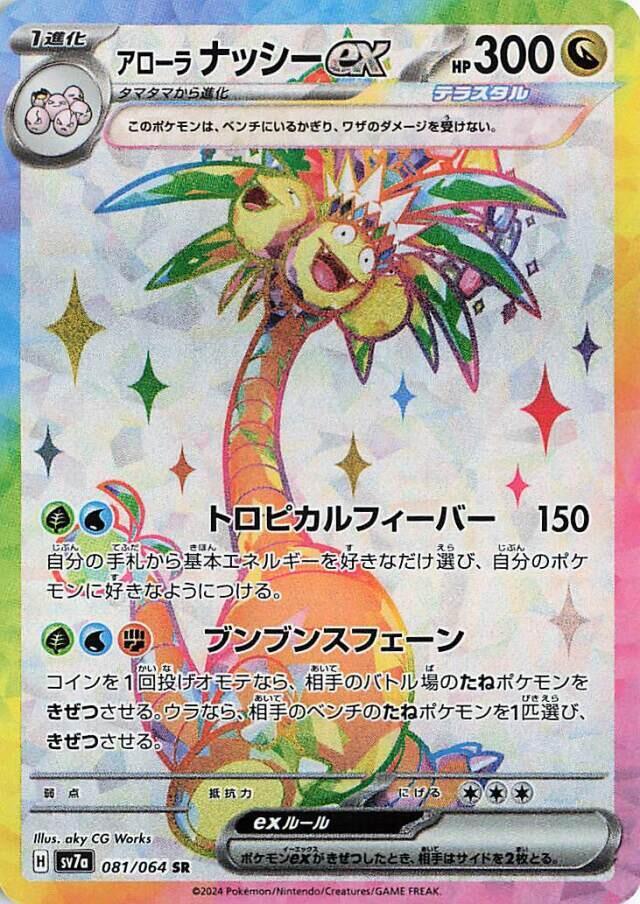 1進化
アローラ ナッシーex HP300
タマタマから進化
テラスタル
このポケモンは、ベンチにいるかぎり、ワザのダメージを受けない。
トロピカルフィーバー 150
自分の手札から基本エネルギーを好きなだけ選び、自分のポケ
モンに好きなようにつける。
ブンブンスフェーン
コインを1回投げオモテなら、相手のバトル場のたねポケモンを
きぜつさせる。ウラなら、相手のベンチのたねポケモンを1匹選び、
きぜつさせる。
弱点 抵抗力 にげる
exルール
ポケモンexがきぜつしたとき、相手はサイドを2枚とる。
Illus. aky CG Works
H sv7a 081/064 SR
©2024 Pokémon/Nintendo/Creatures/GAME FREAK.